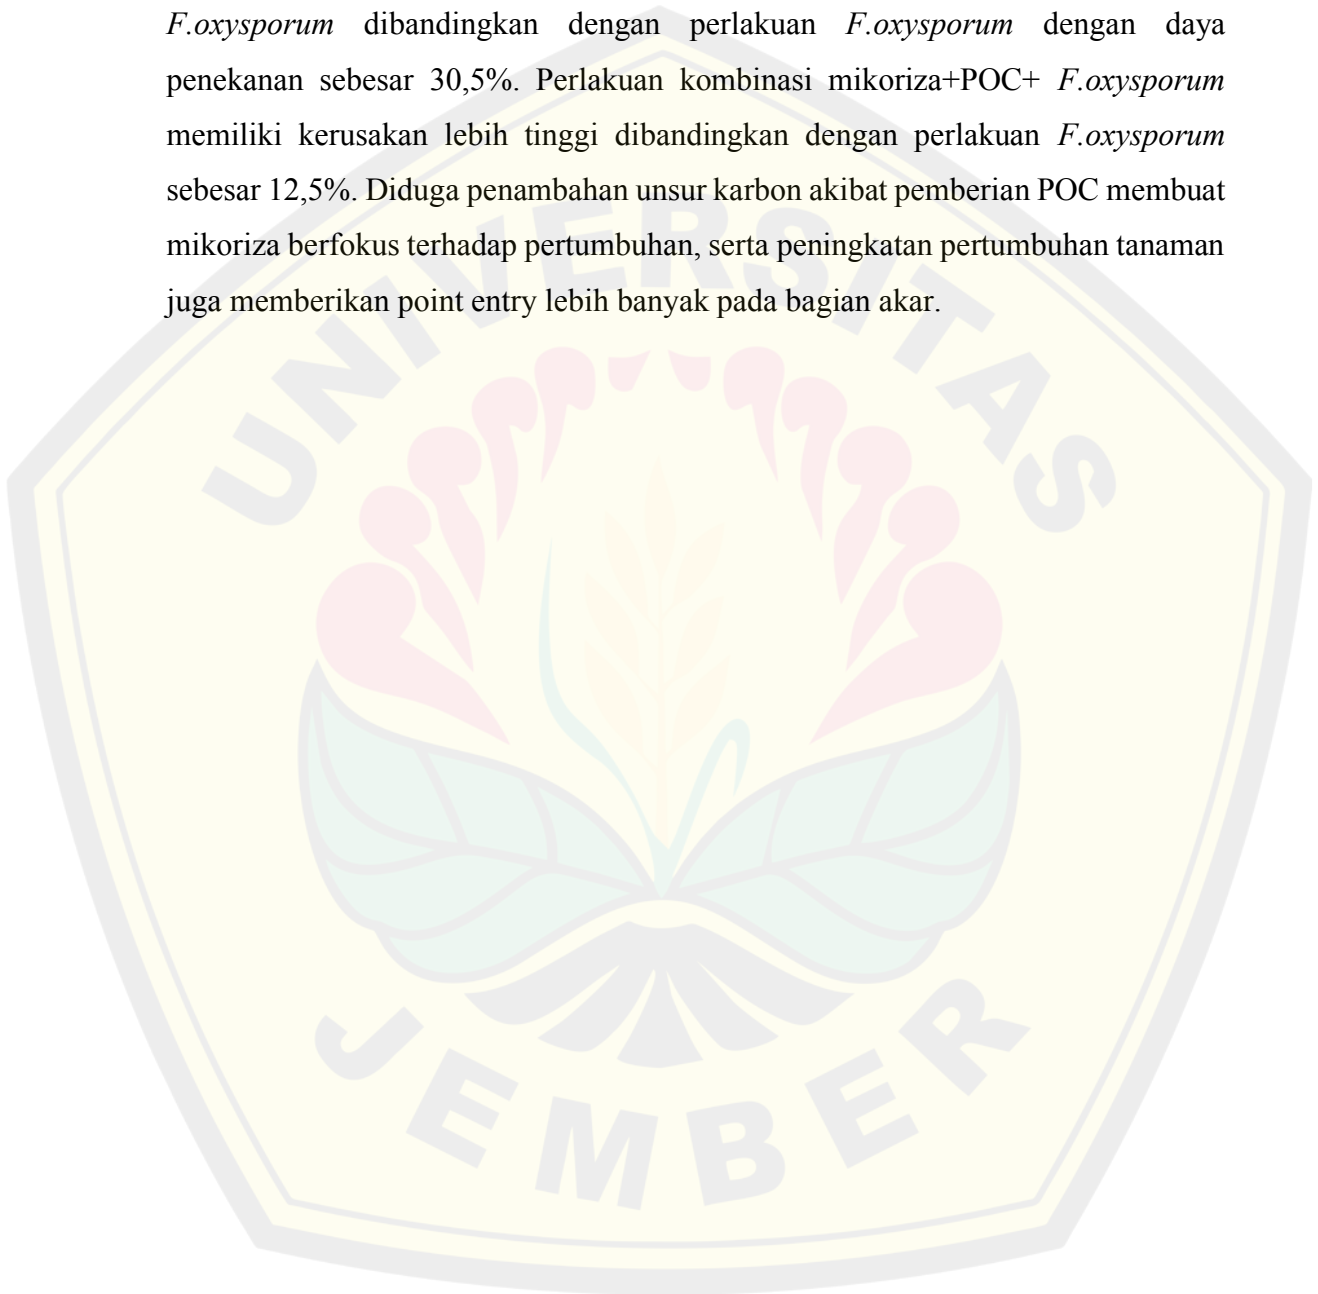 F.oxysporum dibandingkan dengan perlakuan F.oxysporum dengan daya
penekanan sebesar 30,5%. Perlakuan kombinasi mikoriza+POC+ F.oxysporum
memiliki kerusakan lebih tinggi dibandingkan dengan perlakuan F.oxysporum
sebesar 12,5%. Diduga penambahan unsur karbon akibat pemberian POC membuat
mikoriza berfokus terhadap pertumbuhan, serta peningkatan pertumbuhan tanaman
juga memberikan point entry lebih banyak pada bagian akar.
UNIVERSITAS
JEMBER